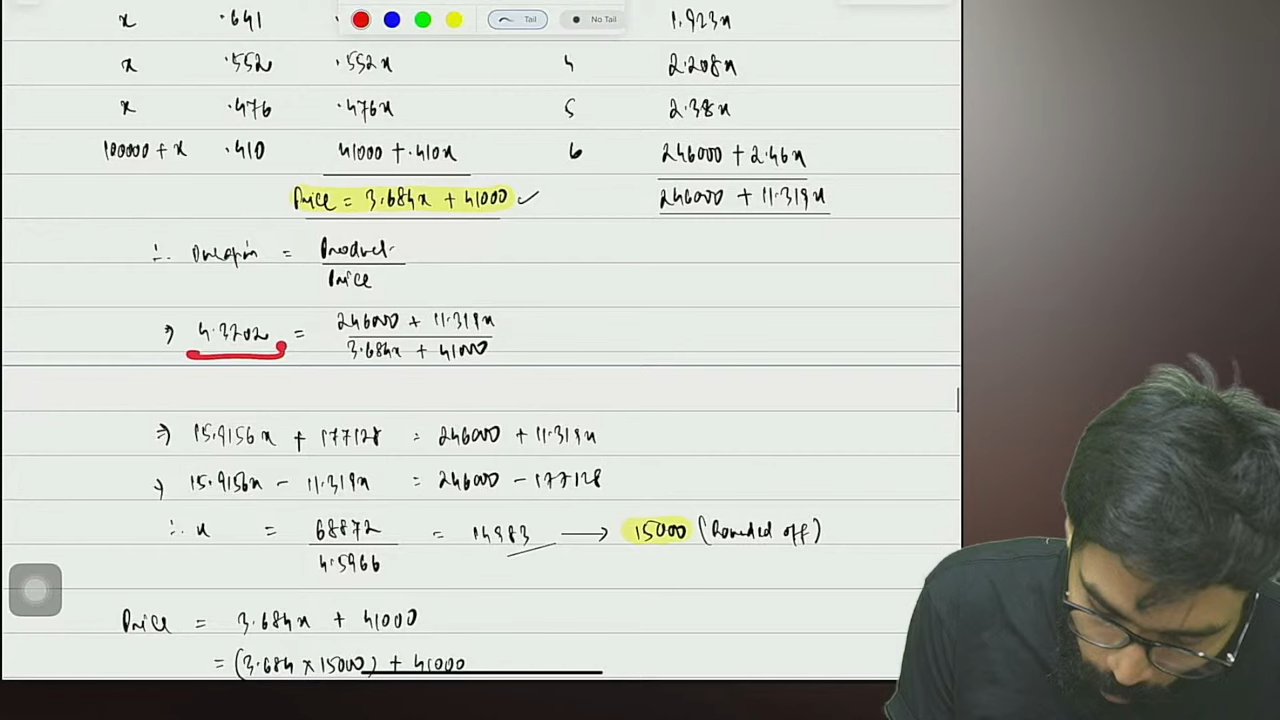 Tail No Tail
x .641 1.923x
x .552 .552x 4 2.208x
x .476 .476x 5 2.38x
100000 + x .410 41000 + .410x 6 246000 + 2.46x
Price = 3.684x + 41000 ✓ 246000 + 11.319x
∴ Duration = Product
Price
⇒ 4.3202 = 246000 + 11.319x
3.684x + 41000
⇒ 15.9156x + 177128 = 246000 + 11.319x
⇒ 15.9156x - 11.319x = 246000 - 177128
∴ x = 68872 = 14983 → 15000 (Rounded off)
4.5966
Price = 3.684x + 41000
= (3.684 × 15000) + 41000